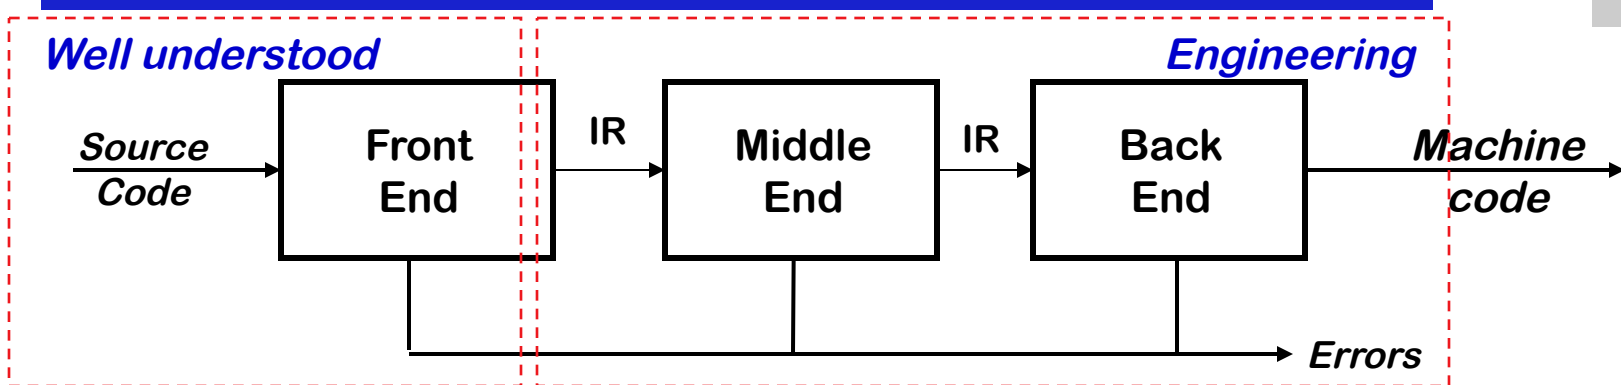 Well understood
Engineering
Source
Code
Front
End
IR
Middle
End
IR
Back
End
Machine
code
Errors